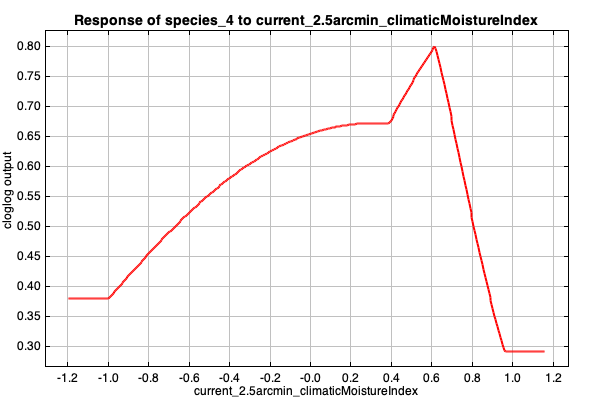 Response of species_4 to current_2.5arcmin_climaticMoistureIndex
cloglog output
0.80
0.75
0.70
0.65
0.60
0.55
0.50
0.45
0.40
0.35
0.30
-1.2 -1.0 -0.8 -0.6 -0.4 -0.2 -0.0 0.2 0.4 0.6 0.8 1.0 1.2
current_2.5arcmin_climaticMoistureIndex